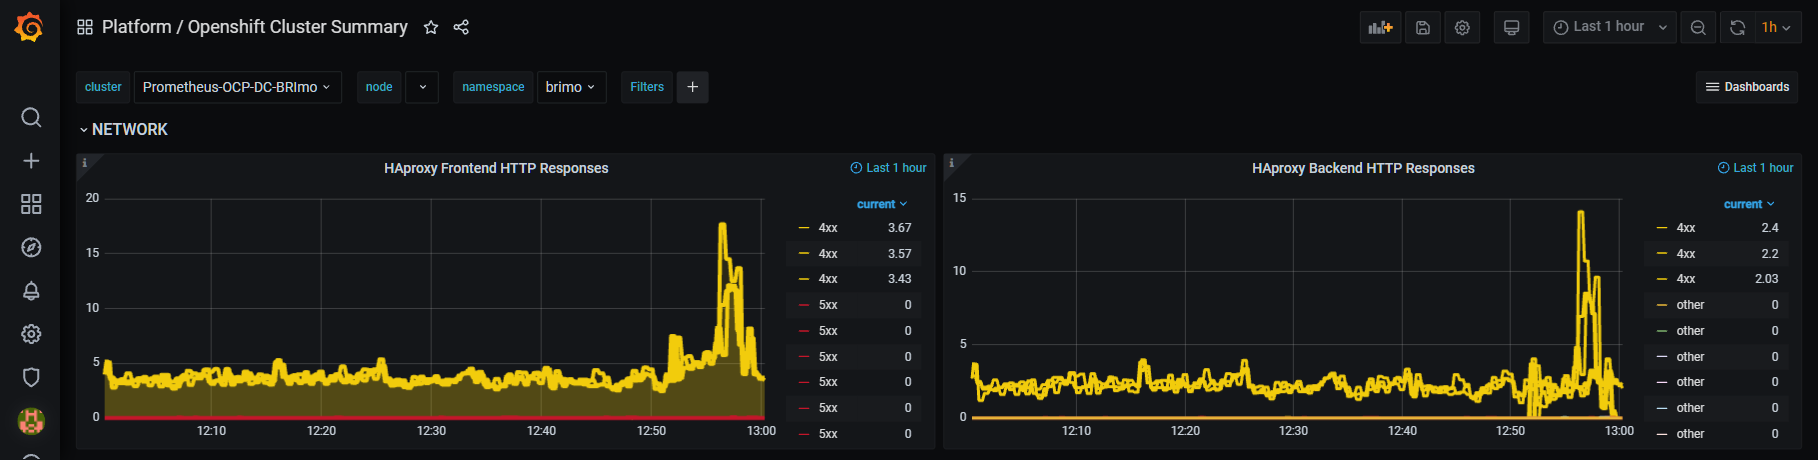 Platform / Openshift Cluster Summary
Last 1 hour
1h
cluster Prometheus-OCP-DC-BRImo node namespace brimo Filters +
Dashboards
NETWORK
i
HAproxy Frontend HTTP Responses
Last 1 hour
20
15
10
5
0
12:10 12:20 12:30 12:40 12:50 13:00
current
4xx 3.67
4xx 3.57
4xx 3.43
5xx 0
5xx 0
5xx 0
5xx 0
5xx 0
5xx 0
i
HAproxy Backend HTTP Responses
Last 1 hour
15
10
5
0
12:10 12:20 12:30 12:40 12:50 13:00
current
4xx 2.4
4xx 2.2
4xx 2.03
other 0
other 0
other 0
other 0
other 0
other 0